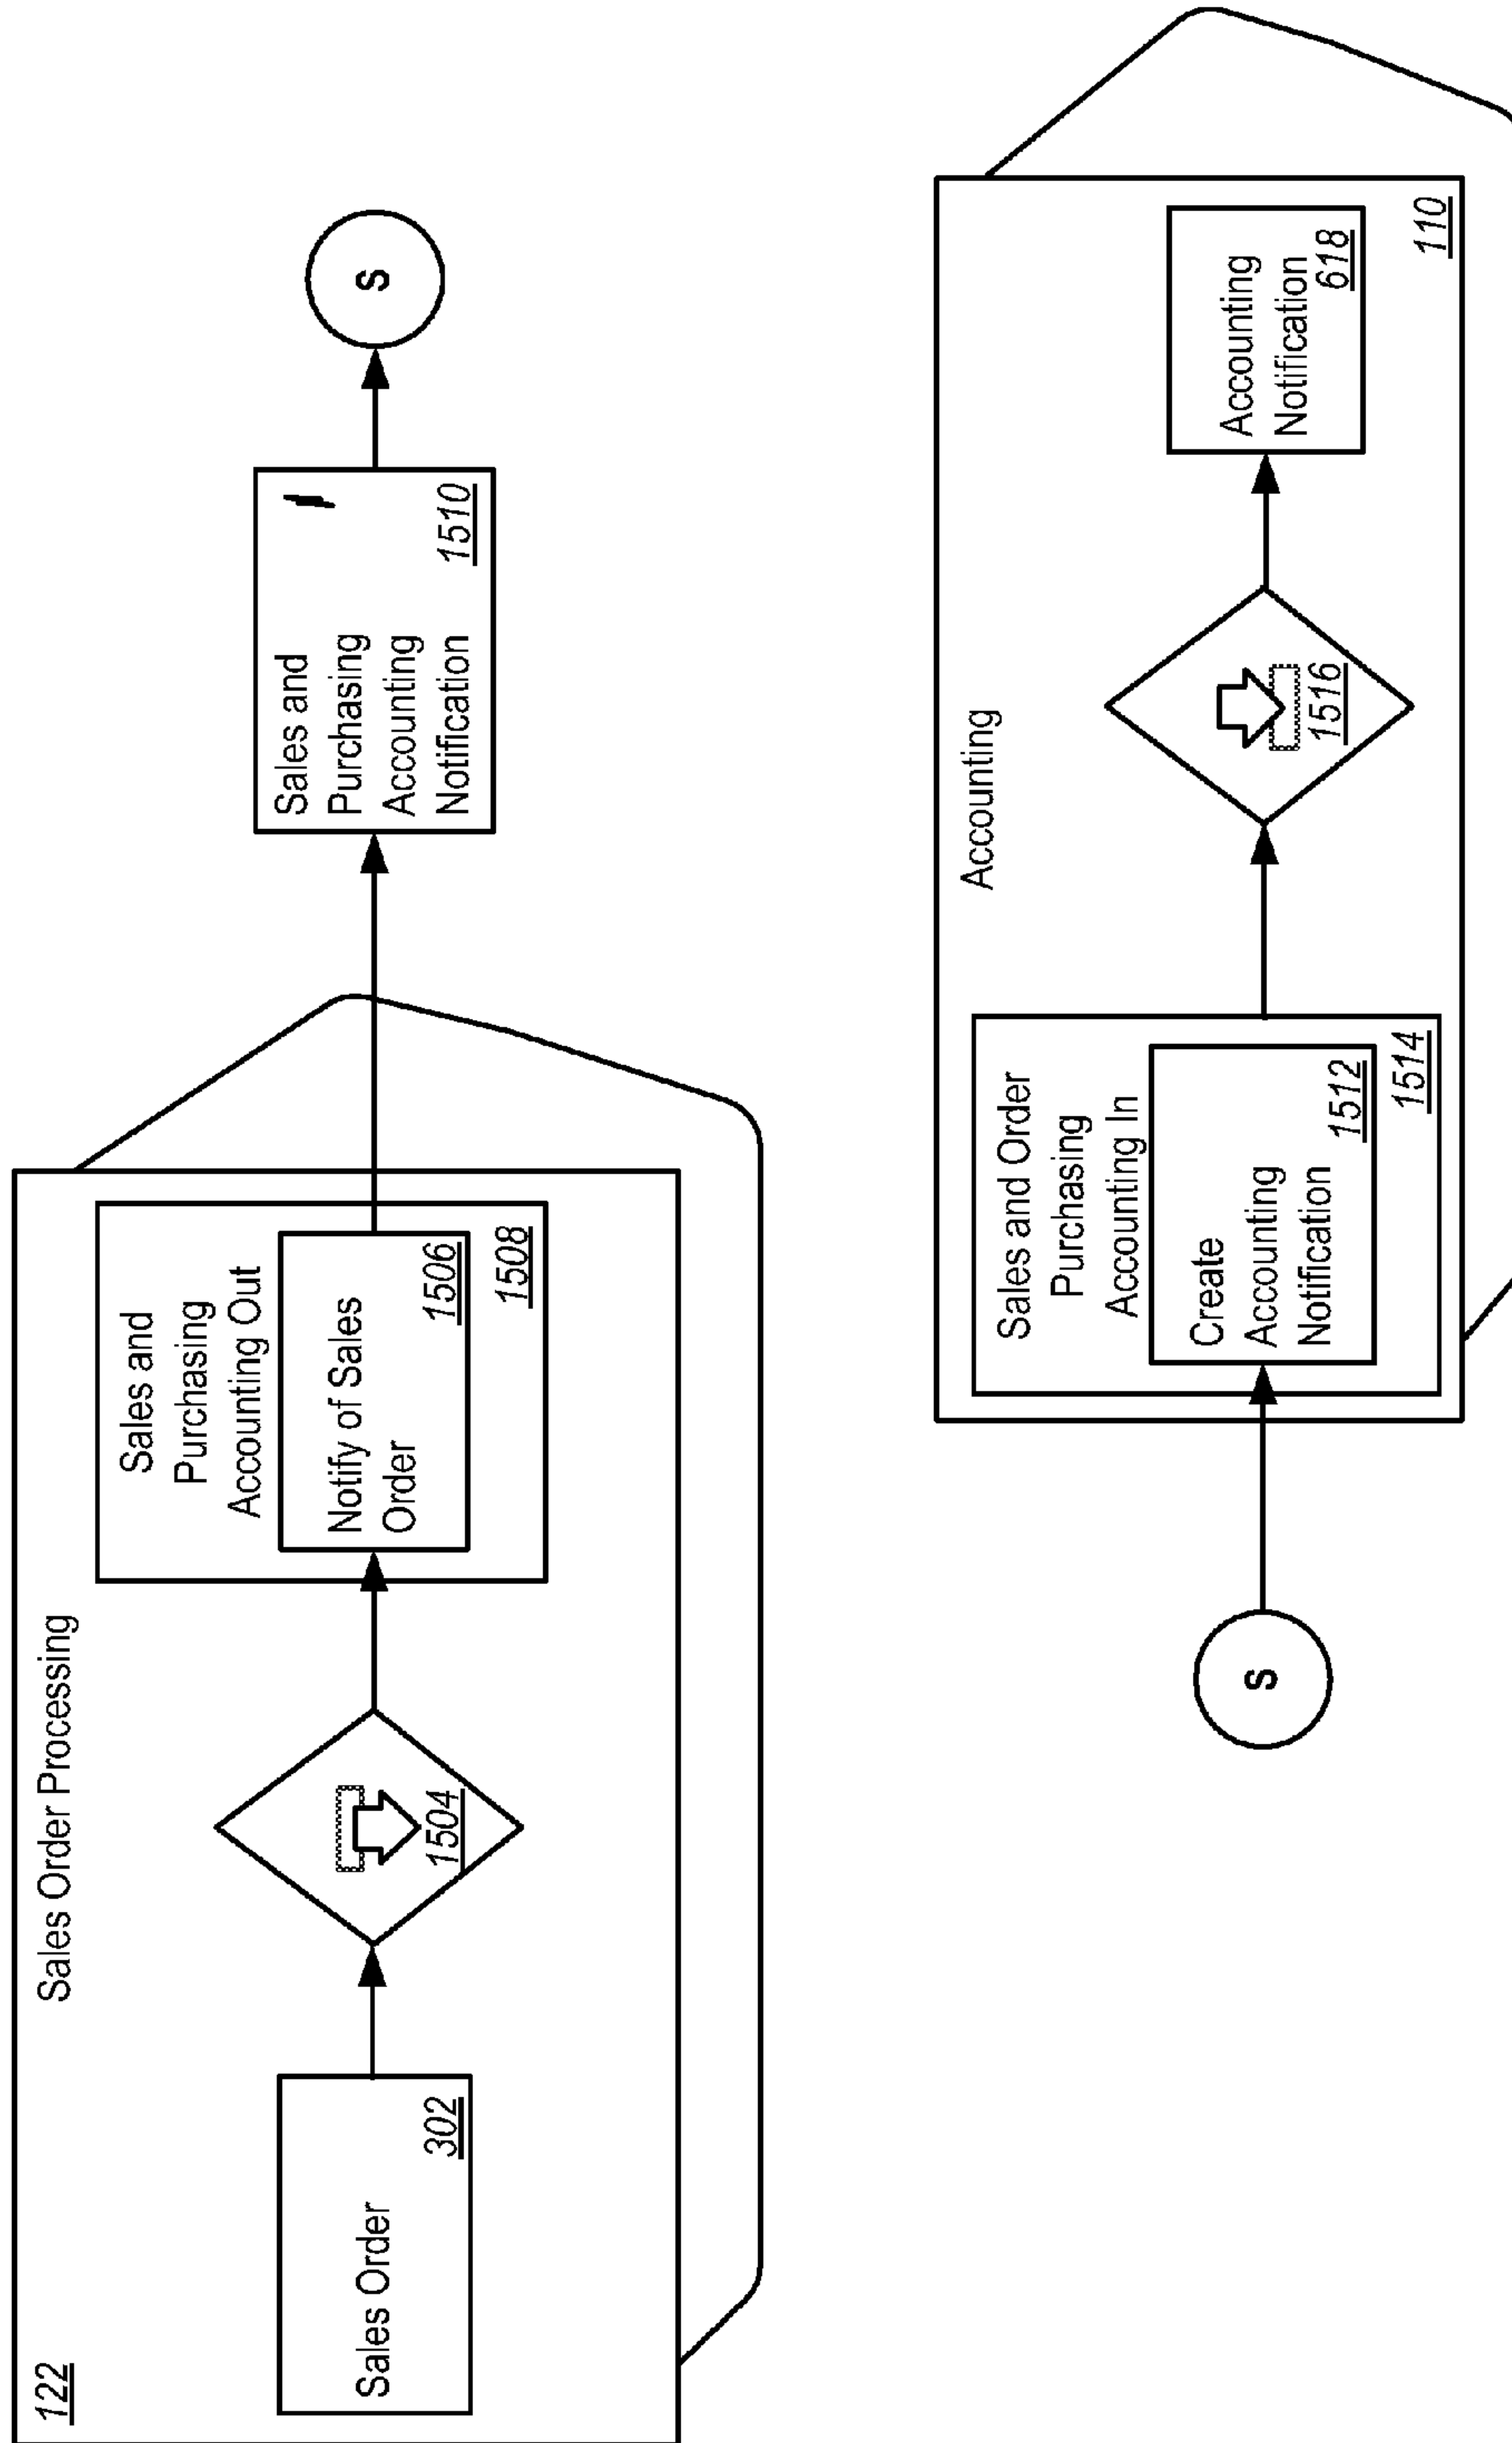 122
Sales Order Processing
Sales Order
302
1504
Sales and
Purchasing
Accounting Out
Notify of Sales
Order
1506
1508
Sales and
Purchasing
Accounting
Notification
1510
S
S
Accounting
Sales and Order
Purchasing
Accounting In
Create
Accounting
Notification
1512
1514
1516
Accounting
Notification
618
110